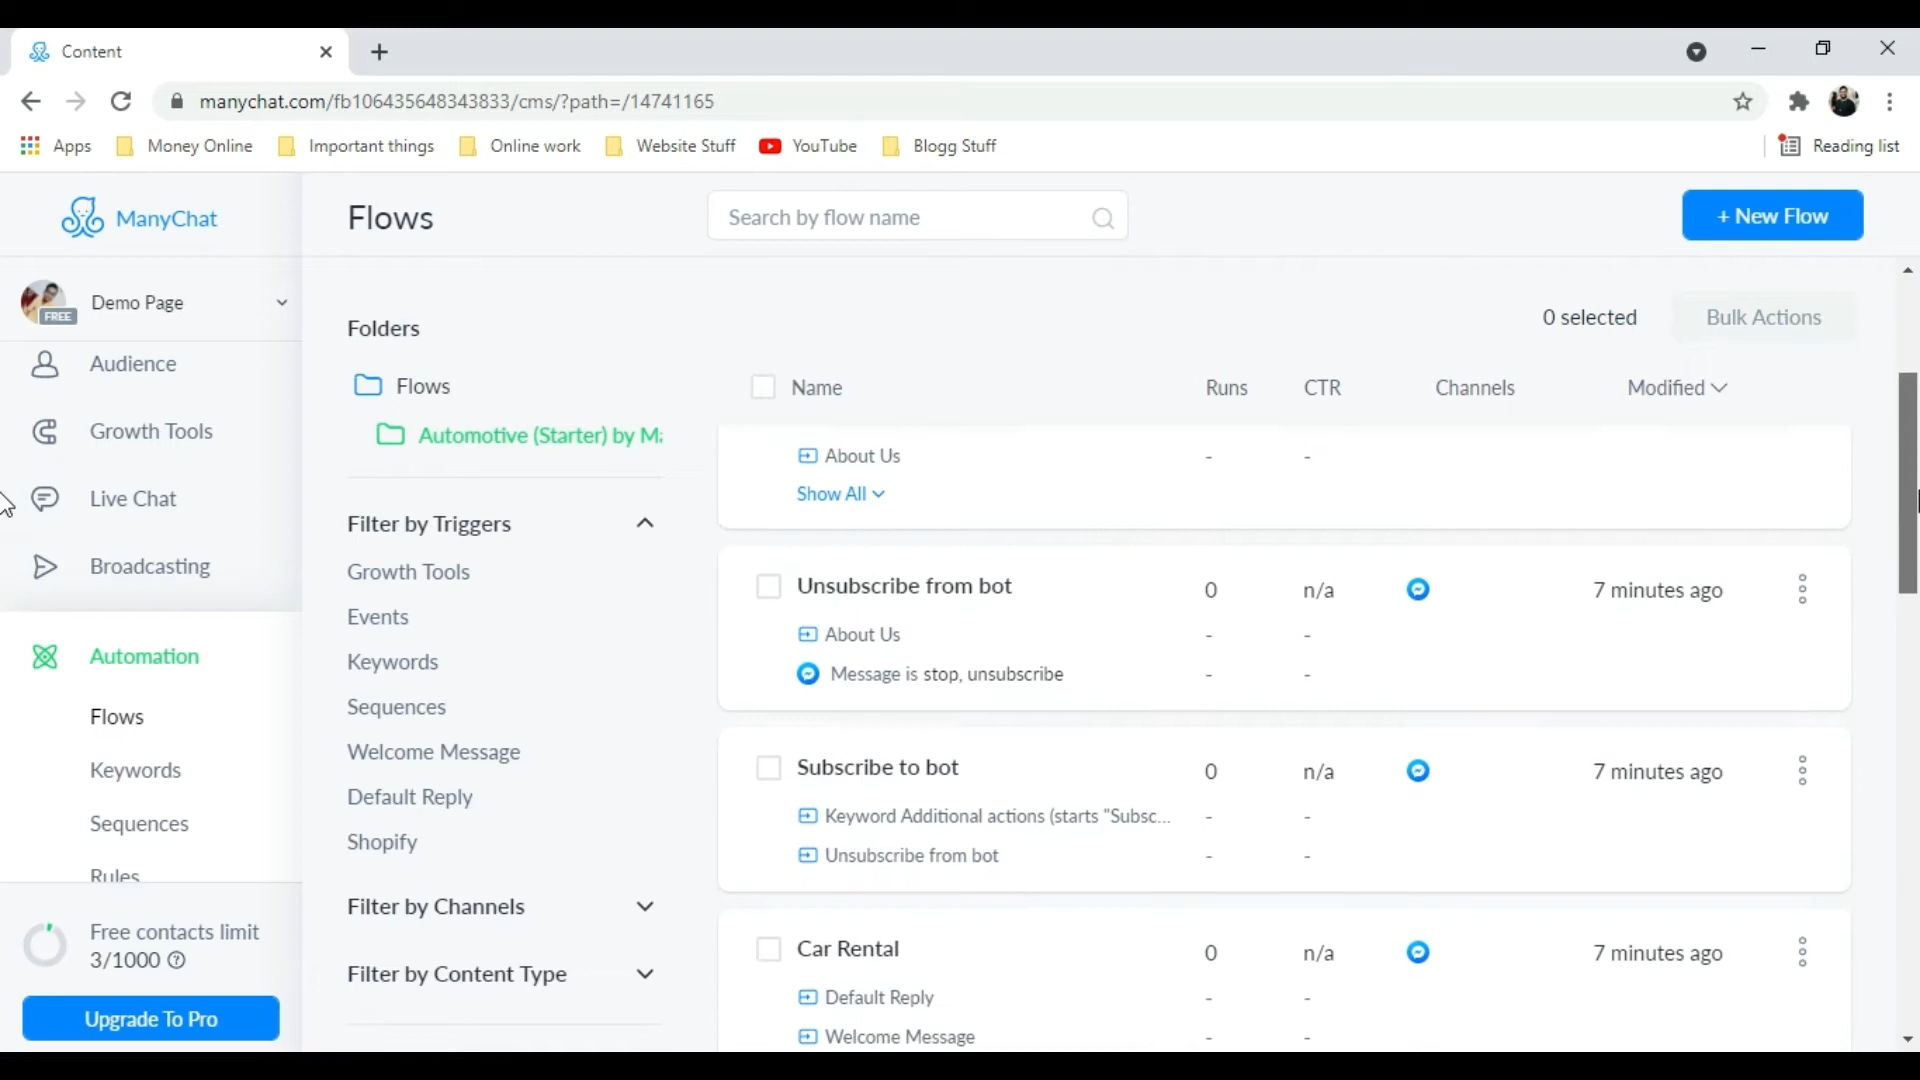 Content
manychat.com/fb106435648343833/cms/?path=/14741165
Apps
Money Online
Important things
Online work
Website Stuff
YouTube
Blogg Stuff
Reading list
ManyChat
Flows
Search by flow name
+ New Flow
FREE
Demo Page
Audience
Growth Tools
Live Chat
Broadcasting
Automation
Flows
Keywords
Sequences
Rules
Free contacts limit
3/1000
Upgrade To Pro
Folders
Flows
Automotive (Starter) by M
Filter by Triggers
Growth Tools
Events
Keywords
Sequences
Welcome Message
Default Reply
Shopify
Filter by Channels
Filter by Content Type
0 selected
Bulk Actions
Name Runs CTR Channels Modified
About Us - -
Show All
Unsubscribe from bot 0 n/a 7 minutes ago
About Us - -
Message is stop, unsubscribe - -
Subscribe to bot 0 n/a 7 minutes ago
Keyword Additional actions (starts "Subsc... - -
Unsubscribe from bot - -
Car Rental 0 n/a 7 minutes ago
Default Reply - -
Welcome Message - -